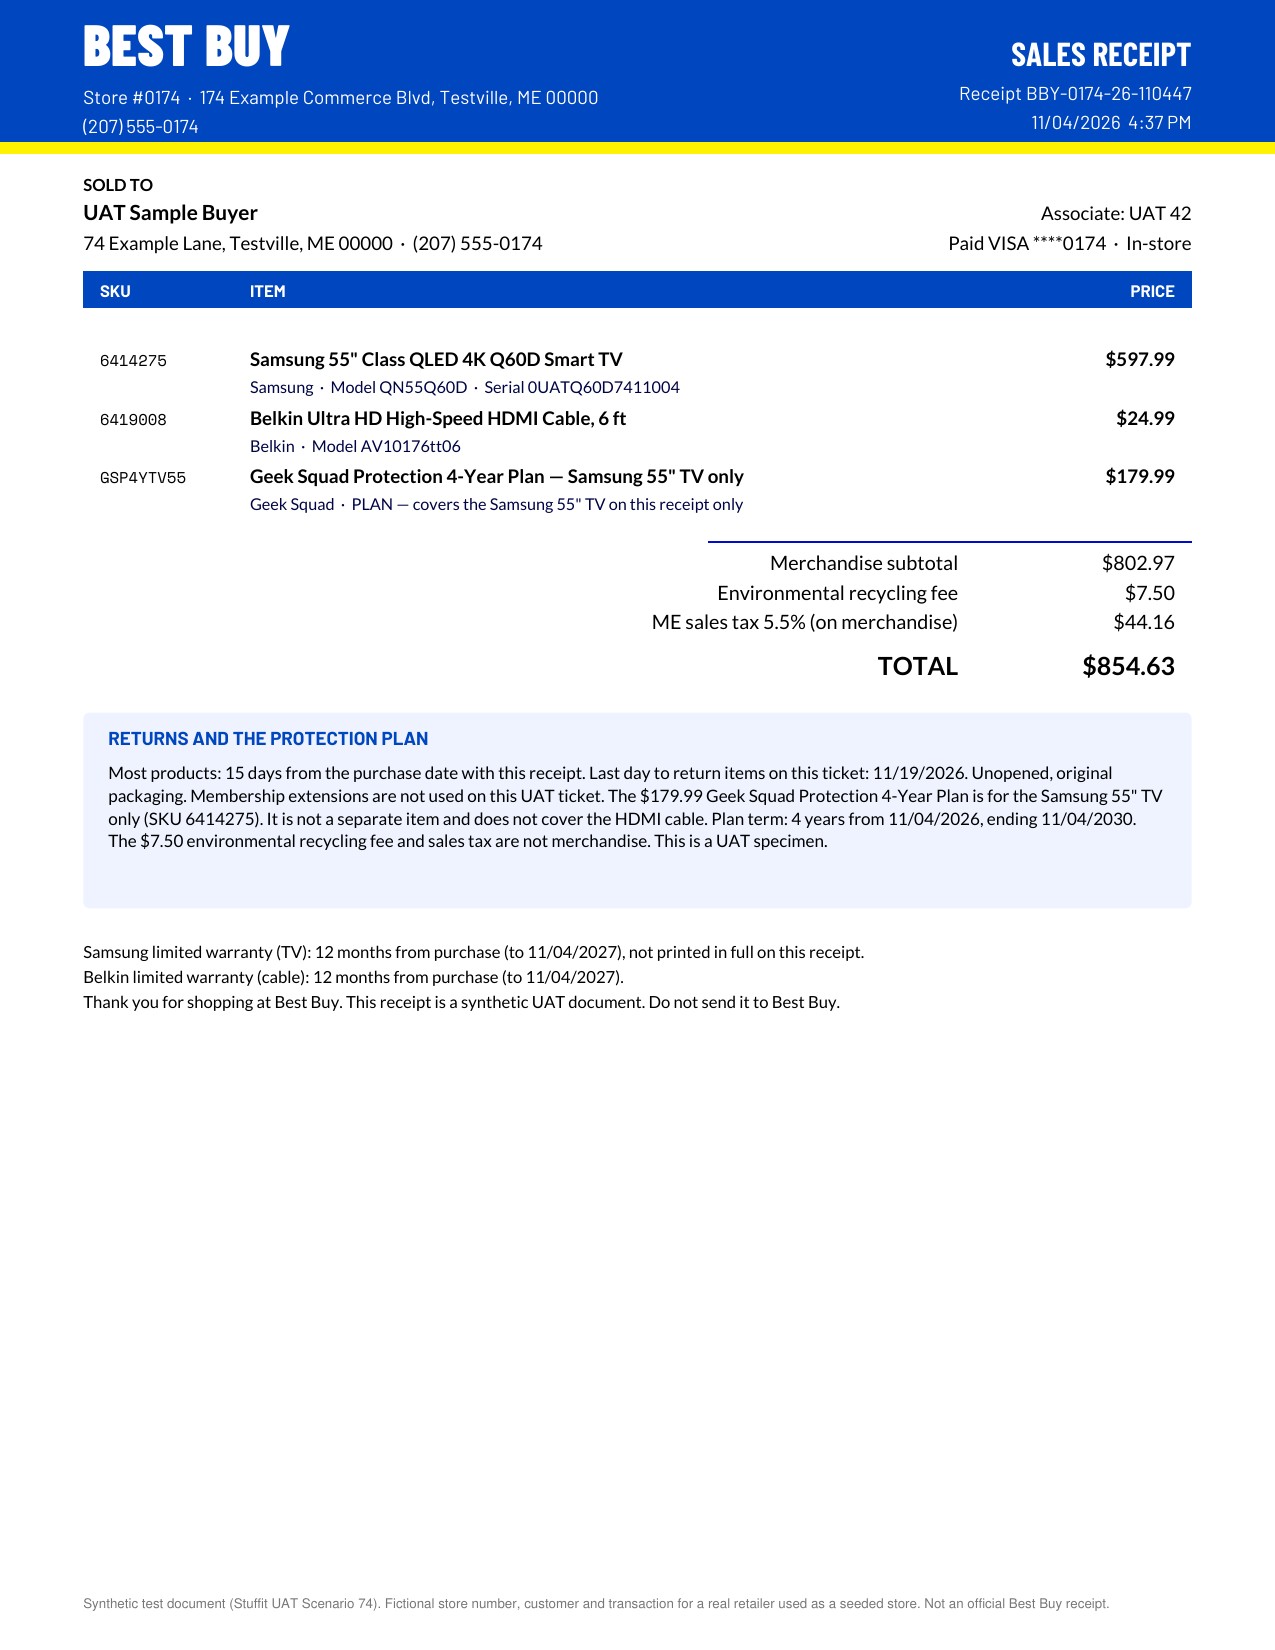 BEST BUY
SALES RECEIPT
Store #0174 · 174 Example Commerce Blvd, Testville, ME 00000
Receipt BBY-0174-26-110447
(207) 555-0174
11/04/2026 4:37 PM
SOLD TO
UAT Sample Buyer
Associate: UAT 42
74 Example Lane, Testville, ME 00000 · (207) 555-0174
Paid VISA ****0174 · In-store
SKU ITEM PRICE
6414275 Samsung 55" Class QLED 4K Q60D Smart TV $597.99
Samsung · Model QN55Q60D · Serial 0UATQ60D7411004
6419008 Belkin Ultra HD High-Speed HDMI Cable, 6 ft $24.99
Belkin · Model AV10176tt06
GSP4YTV55 Geek Squad Protection 4-Year Plan — Samsung 55" TV only $179.99
Geek Squad · PLAN — covers the Samsung 55" TV on this receipt only
Merchandise subtotal $802.97
Environmental recycling fee $7.50
ME sales tax 5.5% (on merchandise) $44.16
TOTAL $854.63
RETURNS AND THE PROTECTION PLAN
Most products: 15 days from the purchase date with this receipt. Last day to return items on this ticket: 11/19/2026. Unopened, original
packaging. Membership extensions are not used on this UAT ticket. The $179.99 Geek Squad Protection 4-Year Plan is for the Samsung 55" TV
only (SKU 6414275). It is not a separate item and does not cover the HDMI cable. Plan term: 4 years from 11/04/2026, ending 11/04/2030.
The $7.50 environmental recycling fee and sales tax are not merchandise. This is a UAT specimen.
Samsung limited warranty (TV): 12 months from purchase (to 11/04/2027), not printed in full on this receipt.
Belkin limited warranty (cable): 12 months from purchase (to 11/04/2027).
Thank you for shopping at Best Buy. This receipt is a synthetic UAT document. Do not send it to Best Buy.
Synthetic test document (Stuffit UAT Scenario 74). Fictional store number, customer and transaction for a real retailer used as a seeded store. Not an official Best Buy receipt.